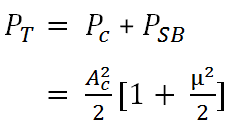 P_T = P_c + P_SB
= A_c^2/2 [1 + μ^2/2]